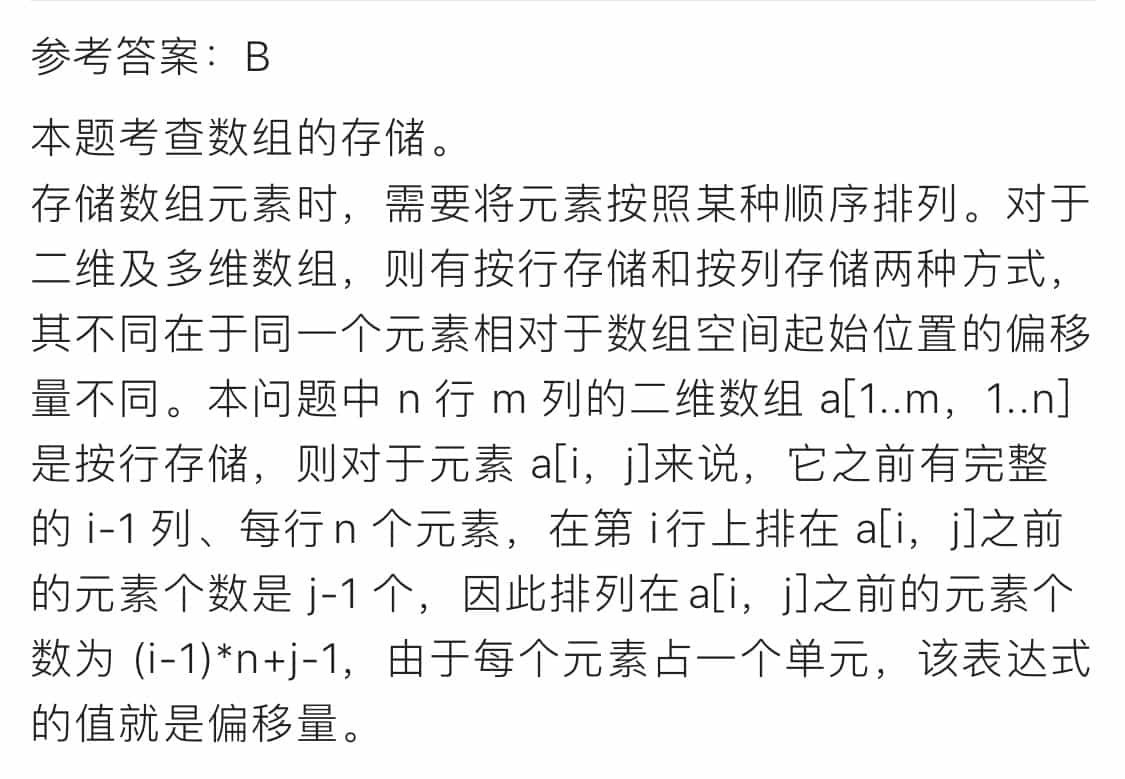 参考答案：B
本题考查数组的存储。
存储数组元素时，需要将元素按照某种顺序排列。对于
二维及多维数组，则有按行存储和按列存储两种方式，
其不同在于同一个元素相对于数组空间起始位置的偏移
量不同。本问题中 n 行 m 列的二维数组 a[1..m，1..n]
是按行存储，则对于元素 a[i，j]来说，它之前有完整
的 i-1 列、每行n 个元素，在第 i行上排在 a[i，j]之前
的元素个数是 j-1 个，因此排列在a[i，j]之前的元素个
数为 (i-1)*n+j-1，由于每个元素占一个单元，该表达式
的值就是偏移量。